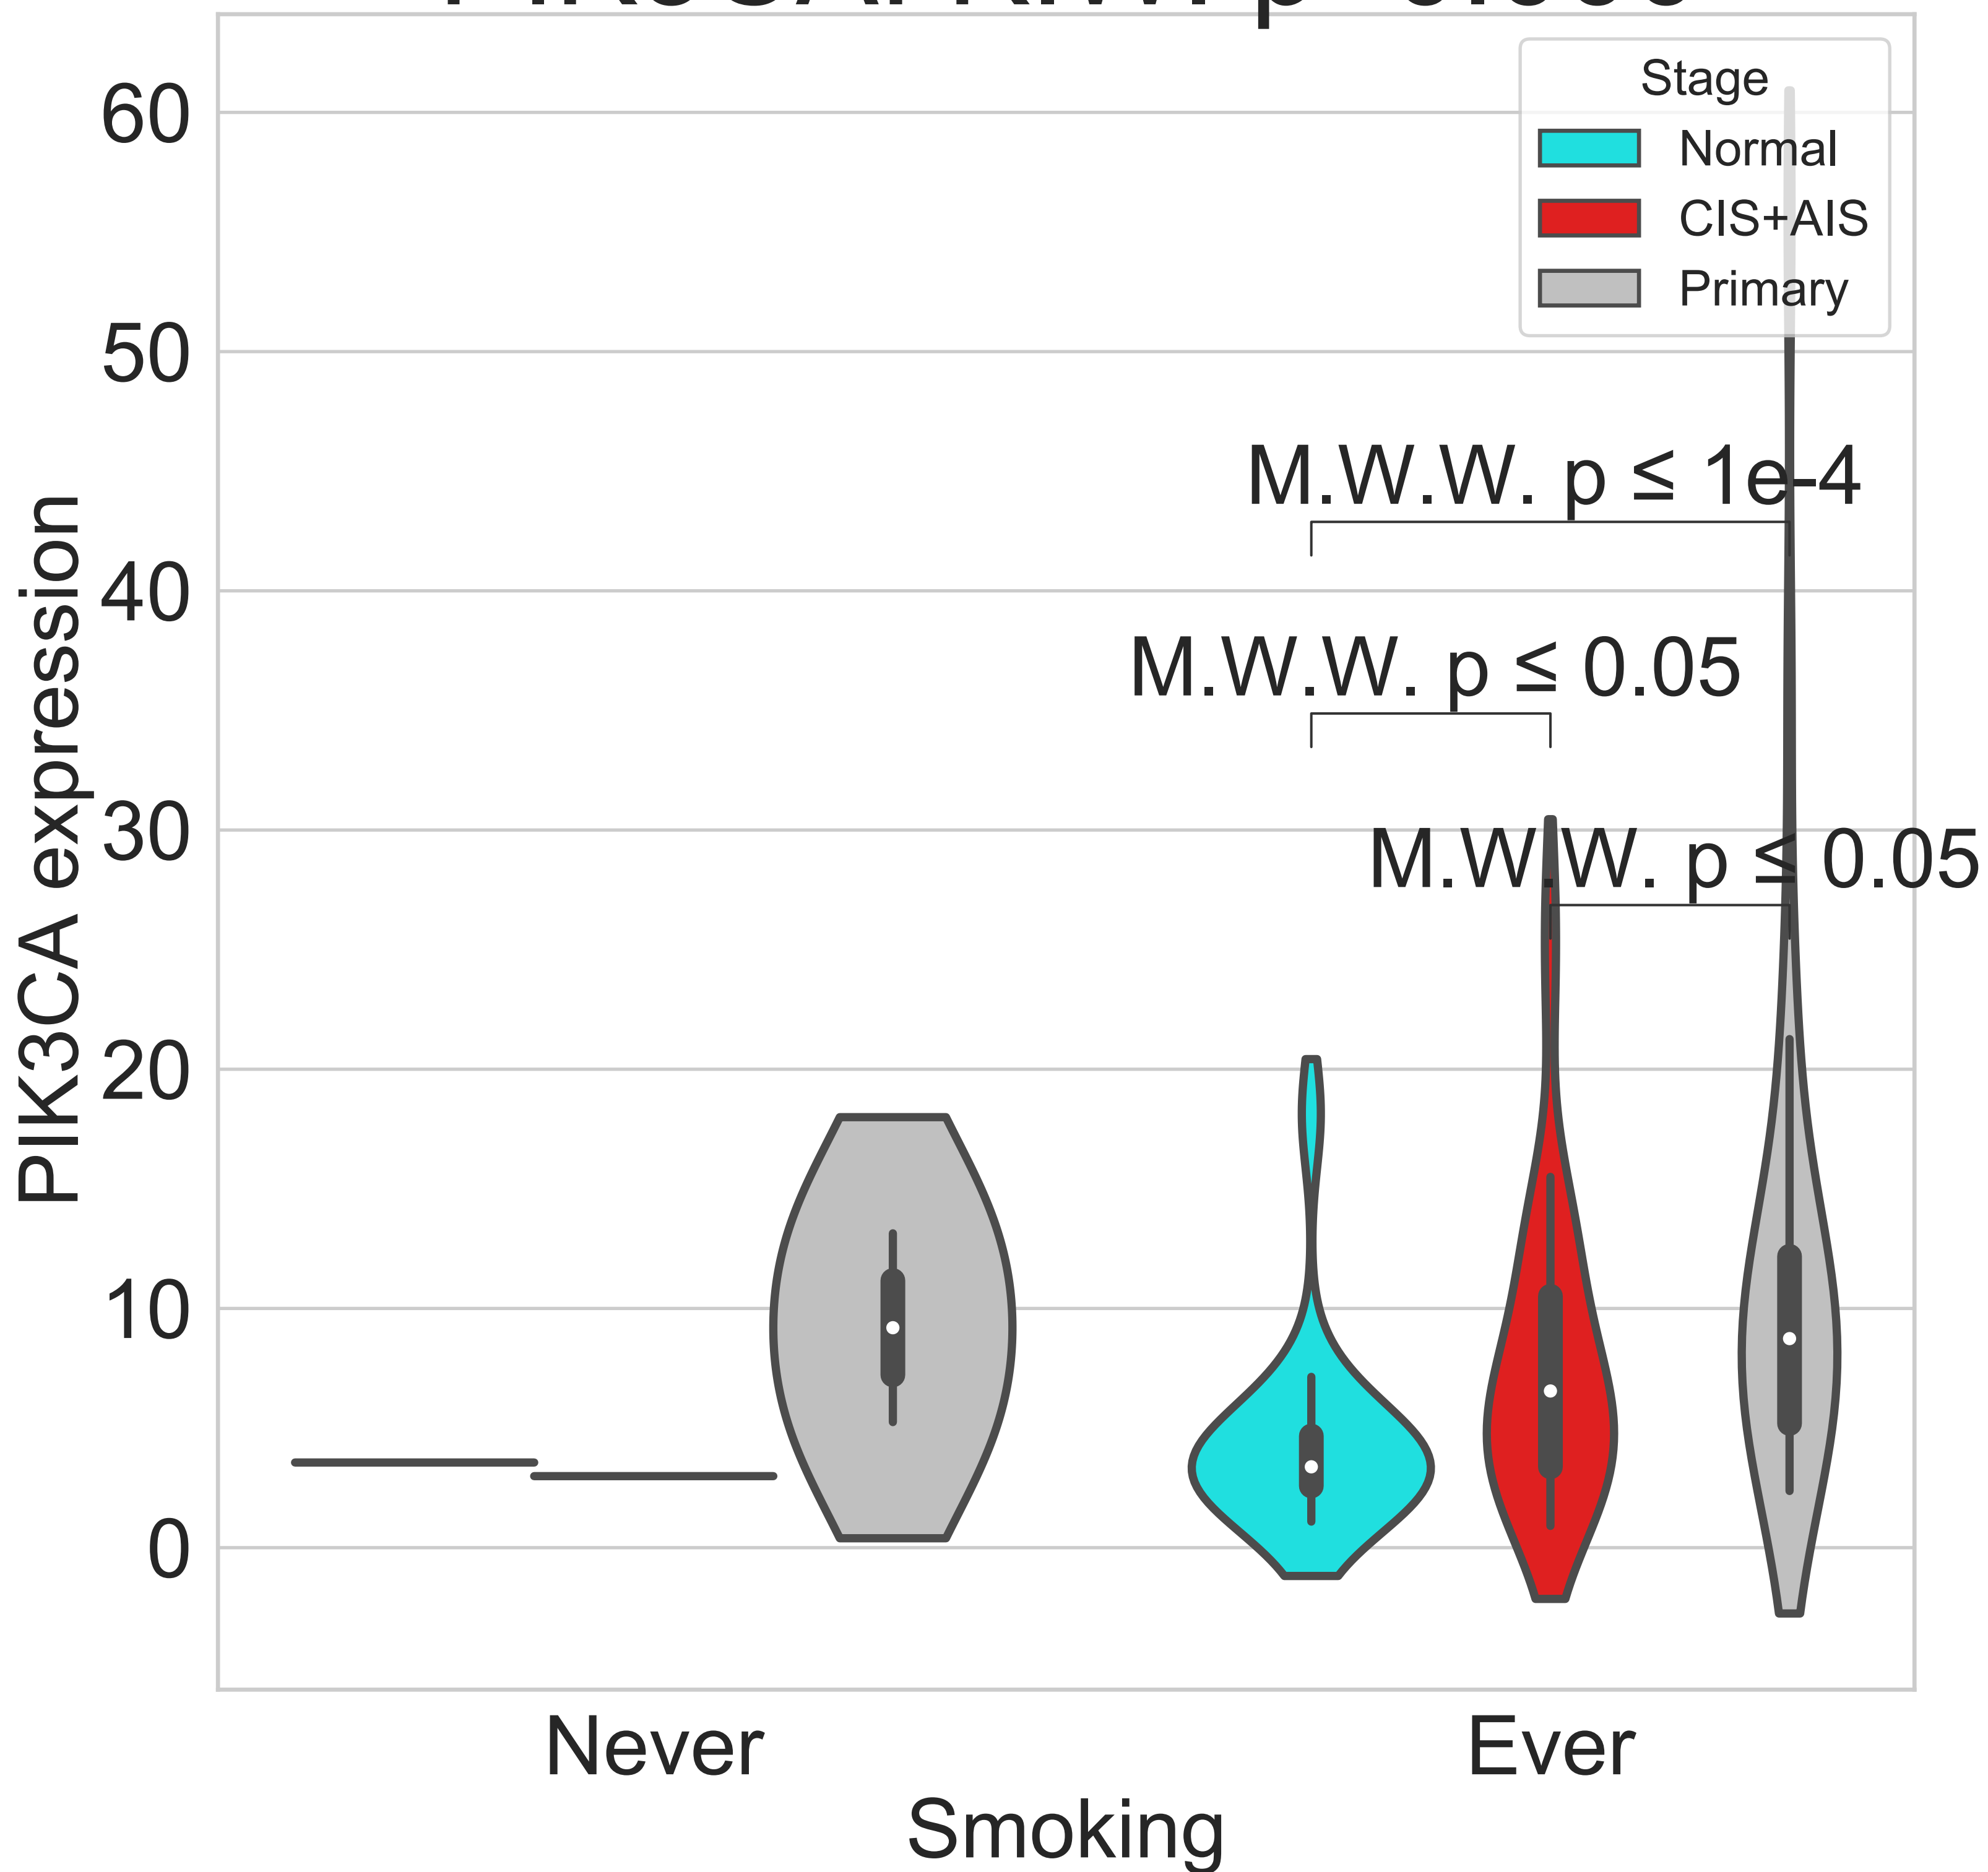 Stage
Normal
CIS+AIS
Primary
60
50
40
30
20
10
0
PIK3CA expression
M.W.W. p ≤ 1e-4
M.W.W. p ≤ 0.05
M.W.W. p ≤ 0.05
Never
Ever
Smoking